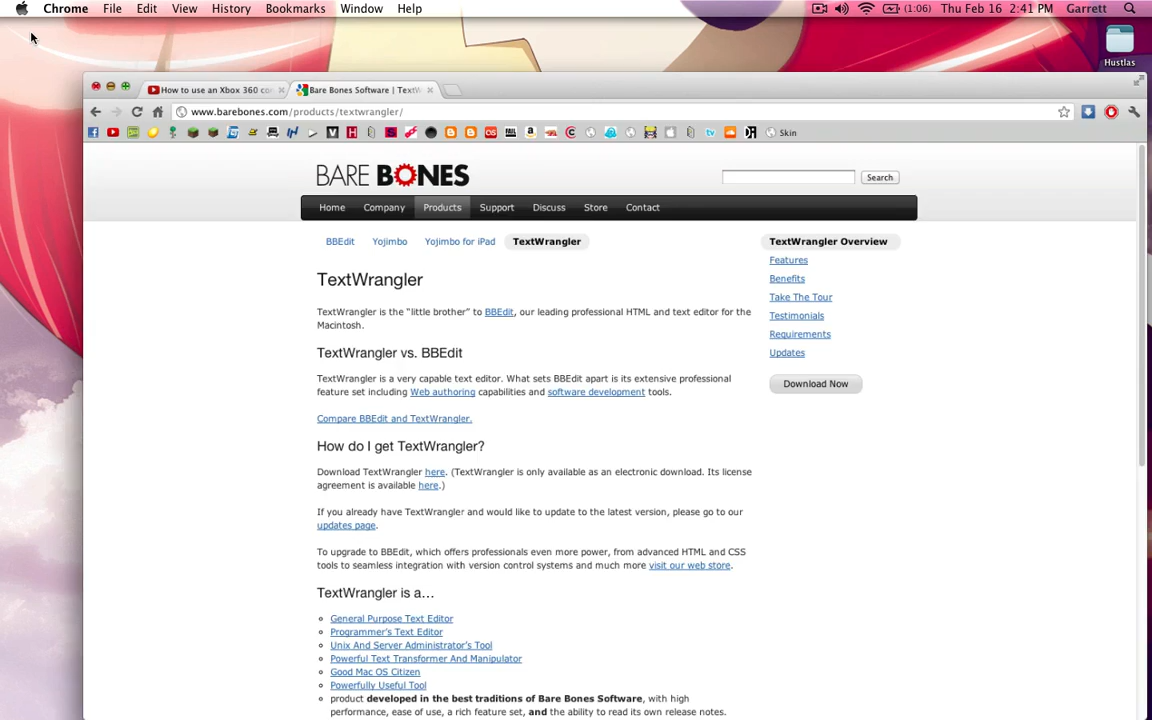 Chrome File Edit View History Bookmarks Window Help (1:06) Thu Feb 16 2:41 PM Garrett
Hustlas
How to use an Xbox 360 co Bare Bones Software | TextW
www.barebones.com/products/textwrangler/
Skin
BARE BONES
Search
Home Company Products Support Discuss Store Contact
BBEdit Yojimbo Yojimbo for iPad TextWrangler
TextWrangler
TextWrangler is the “little brother” to BBEdit, our leading professional HTML and text editor for the
Macintosh.
TextWrangler vs. BBEdit
TextWrangler is a very capable text editor. What sets BBEdit apart is its extensive professional
feature set including Web authoring capabilities and software development tools.
Compare BBEdit and TextWrangler.
How do I get TextWrangler?
Download TextWrangler here. (TextWrangler is only available as an electronic download. Its license
agreement is available here.)
If you already have TextWrangler and would like to update to the latest version, please go to our
updates page.
To upgrade to BBEdit, which offers professionals even more power, from advanced HTML and CSS
tools to seamless integration with version control systems and much more visit our web store.
TextWrangler is a...
General Purpose Text Editor
Programmer's Text Editor
Unix And Server Administrator's Tool
Powerful Text Transformer And Manipulator
Good Mac OS Citizen
Powerfully Useful Tool
product developed in the best traditions of Bare Bones Software, with high
performance, ease of use, a rich feature set, and the ability to read its own release notes.
TextWrangler Overview
Features
Benefits
Take The Tour
Testimonials
Requirements
Updates
Download Now